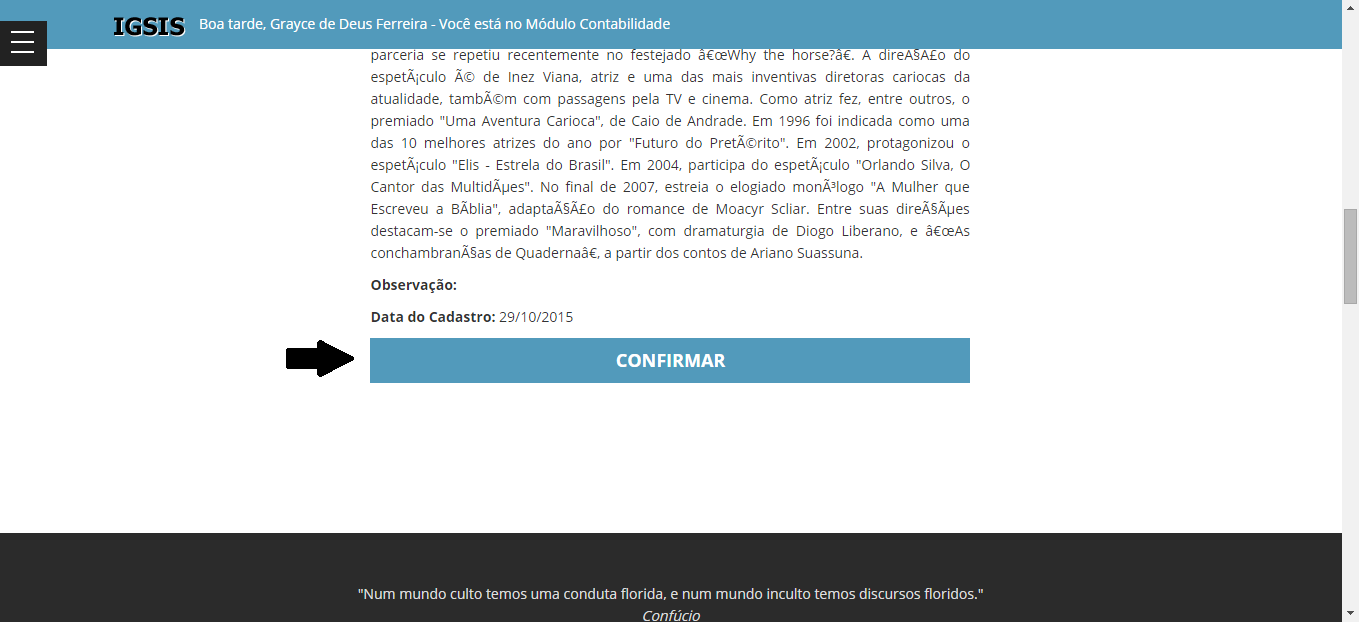 IGSIS
Boa tarde, Grayce de Deus Ferreira - Você está no Módulo Contabilidade
parceria se repetiu recentemente no festejado â€œWhy the horse?â€. A direÃ§Ã£o do
espetÃ¡culo Ã© de Inez Viana, atriz e uma das mais inventivas diretoras cariocas da
atualidade, tambÃ©m com passagens pela TV e cinema. Como atriz fez, entre outros, o
premiado "Uma Aventura Carioca", de Caio de Andrade. Em 1996 foi indicada como uma
das 10 melhores atrizes do ano por "Futuro do PretÃ©rito". Em 2002, protagonizou o
espetÃ¡culo "Elis - Estrela do Brasil". Em 2004, participa do espetÃ¡culo "Orlando Silva, O
Cantor das MultidÃµes". No final de 2007, estreia o elogiado monÃ³logo "A Mulher que
Escreveu a BÃ­blia", adaptaÃ§Ã£o do romance de Moacyr Scliar. Entre suas direÃ§Ãµes
destacam-se o premiado "Maravilhoso", com dramaturgia de Diogo Liberano, e â€œAs
conchambranÃ§as de Quadernaâ€, a partir dos contos de Ariano Suassuna.
Observação:
Data do Cadastro: 29/10/2015
CONFIRMAR
"Num mundo culto temos uma conduta florida, e num mundo inculto temos discursos floridos."
Confúcio